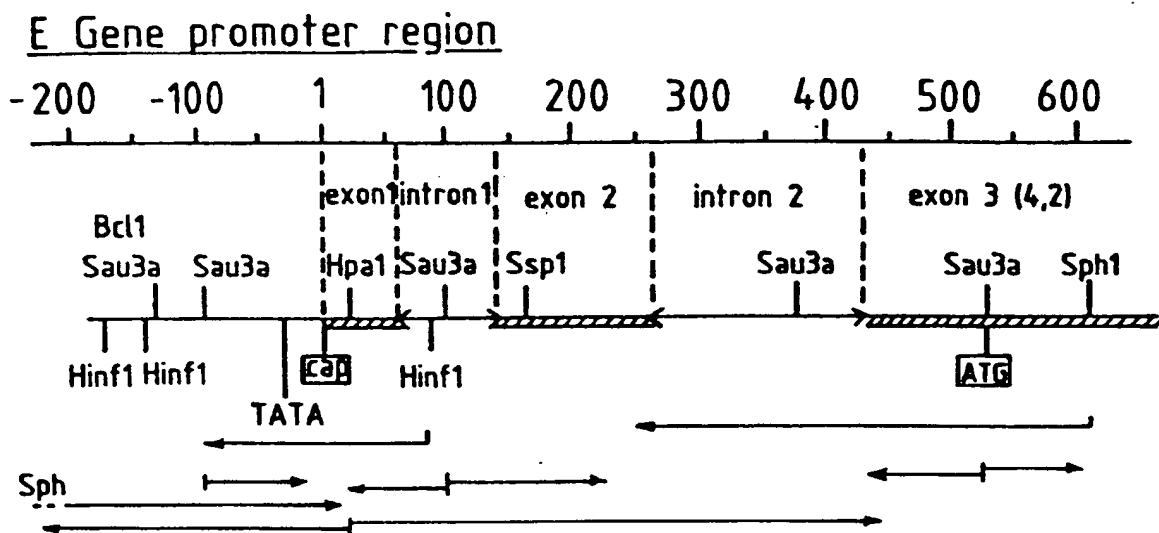 E Gene promoter region
-200 -100 1 100 200 300 400 500 600
exon1 intron1 exon 2 intron 2 exon 3 (4,2)
Bcl1
Sau3a Sau3a Hpa1 Sau3a Ssp1 Sau3a Sau3a Sph1
Hinf1 Hinf1 cap Hinf1 ATG
TATA
Sph